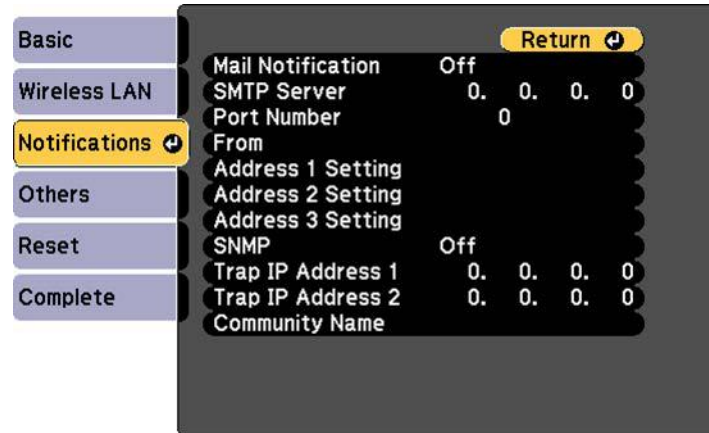 Basic
Wireless LAN
Notifications
Others
Reset
Complete
Return
Mail Notification Off
SMTP Server 0. 0. 0. 0
Port Number 0
From
Address 1 Setting
Address 2 Setting
Address 3 Setting
SNMP Off
Trap IP Address 1 0. 0. 0. 0
Trap IP Address 2 0. 0. 0. 0
Community Name